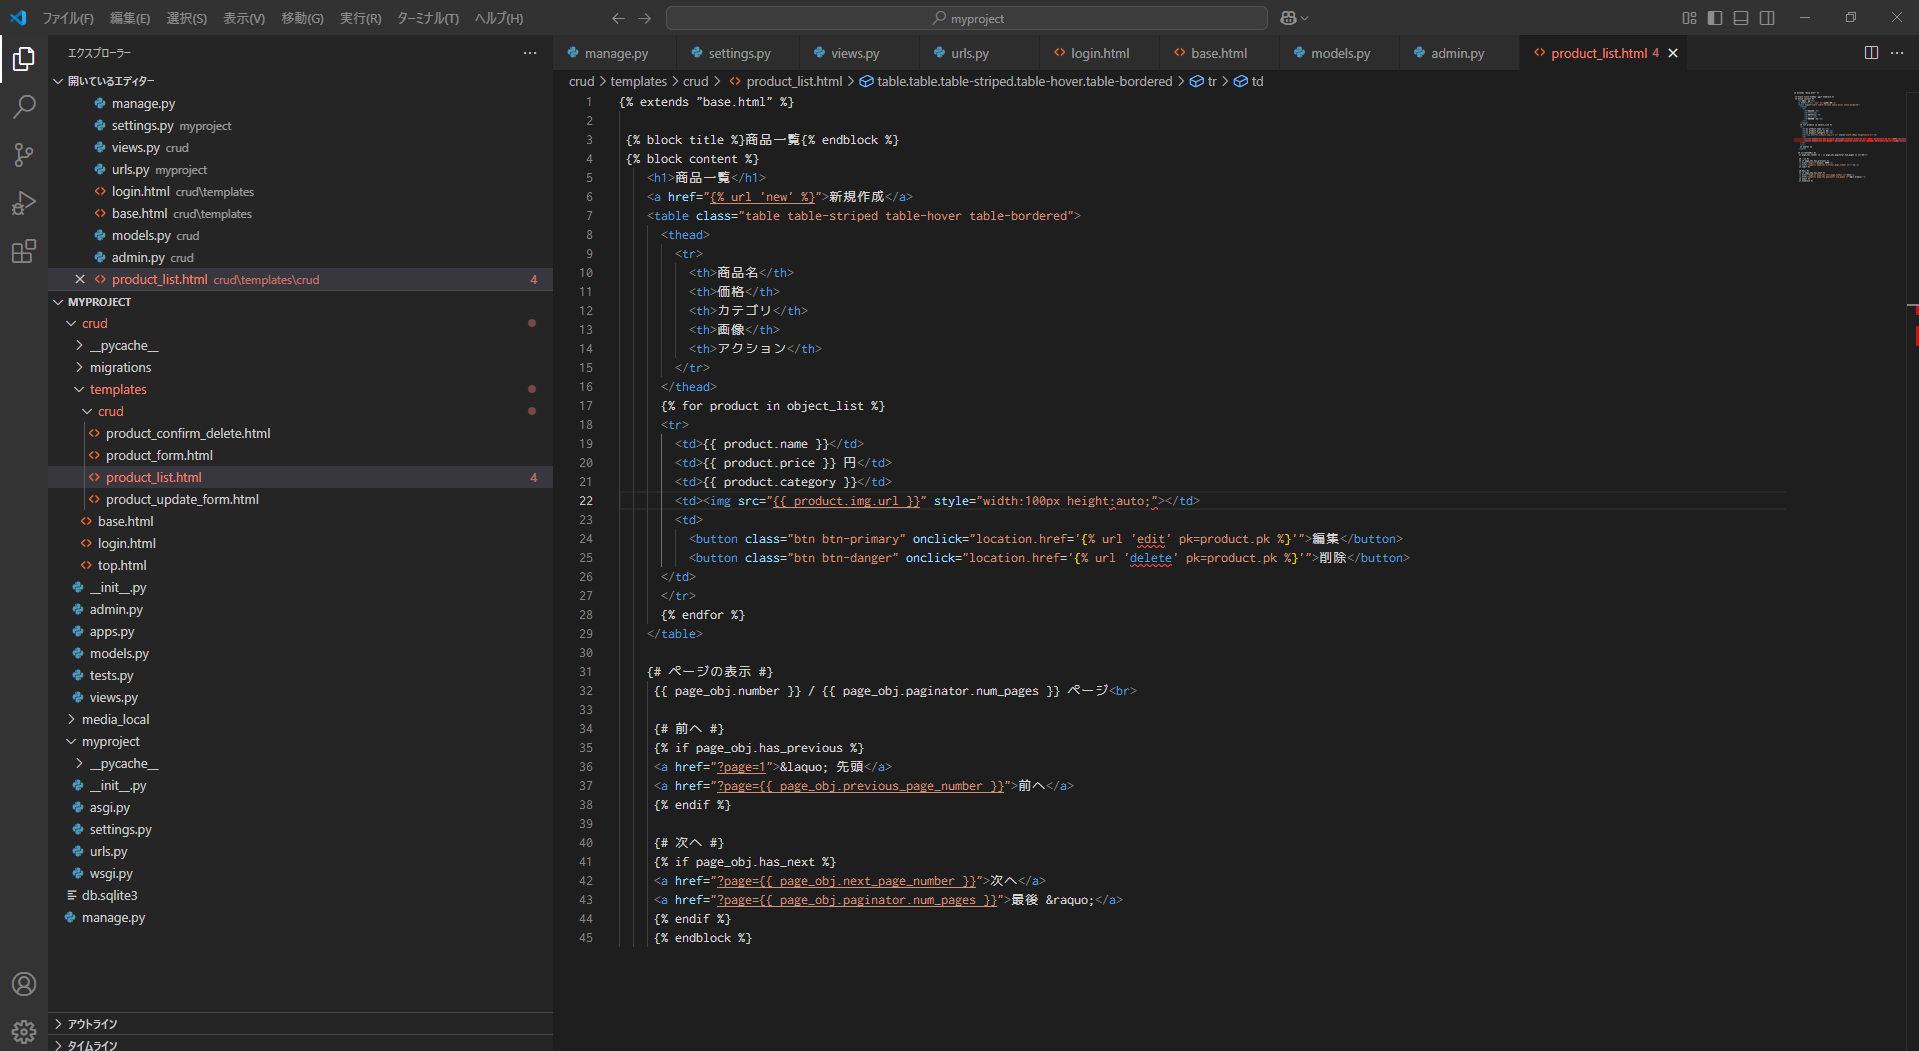 ファイル(F) 編集(E) 選択(S) 表示(V) 移動(G) 実行(R) ターミナル(T) ヘルプ(H)
myproject
エクスプローラー
開いているエディター
manage.py
settings.py myproject
views.py crud
urls.py myproject
login.html crud\templates
base.html crud\templates
models.py crud
admin.py crud
product_list.html crud\templates\crud 4
MYPROJECT
crud
__pycache__
migrations
templates
crud
product_confirm_delete.html
product_form.html
product_list.html 4
product_update_form.html
base.html
login.html
top.html
__init__.py
admin.py
apps.py
models.py
tests.py
views.py
media_local
myproject
__pycache__
__init__.py
asgi.py
settings.py
urls.py
wsgi.py
db.sqlite3
manage.py
アウトライン
タイムライン
manage.py settings.py views.py urls.py login.html base.html models.py admin.py product_list.html 4
crud > templates > crud > product_list.html > table.table.table-striped.table-hover.table-bordered > tr > td
1 {% extends "base.html" %}
2
3 {% block title %}商品一覧{% endblock %}
4 {% block content %}
5 <h1>商品一覧</h1>
6 <a href="{% url 'new' %}">新規作成</a>
7 <table class="table table-striped table-hover table-bordered">
8 <thead>
9 <tr>
10 <th>商品名</th>
11 <th>価格</th>
12 <th>カテゴリ</th>
13 <th>画像</th>
14 <th>アクション</th>
15 </tr>
16 </thead>
17 {% for product in object_list %}
18 <tr>
19 <td>{{ product.name }}</td>
20 <td>{{ product.price }} 円</td>
21 <td>{{ product.category }}</td>
22 <td><img src="{{ product.img.url }}" style="width:100px height:auto;"></td>
23 <td>
24 <button class="btn btn-primary" onclick="location.href='{% url 'edit' pk=product.pk %}'">編集</button>
25 <button class="btn btn-danger" onclick="location.href='{% url 'delete' pk=product.pk %}'">削除</button>
26 </td>
27 </tr>
28 {% endfor %}
29 </table>
30
31 {# ページの表示 #}
32 {{ page_obj.number }} / {{ page_obj.paginator.num_pages }} ページ<br>
33
34 {# 前へ #}
35 {% if page_obj.has_previous %}
36 <a href="?page=1">&laquo; 先頭</a>
37 <a href="?page={{ page_obj.previous_page_number }}">前へ</a>
38 {% endif %}
39
40 {# 次へ #}
41 {% if page_obj.has_next %}
42 <a href="?page={{ page_obj.next_page_number }}">次へ</a>
43 <a href="?page={{ page_obj.paginator.num_pages }}">最後 &raquo;</a>
44 {% endif %}
45 {% endblock %}